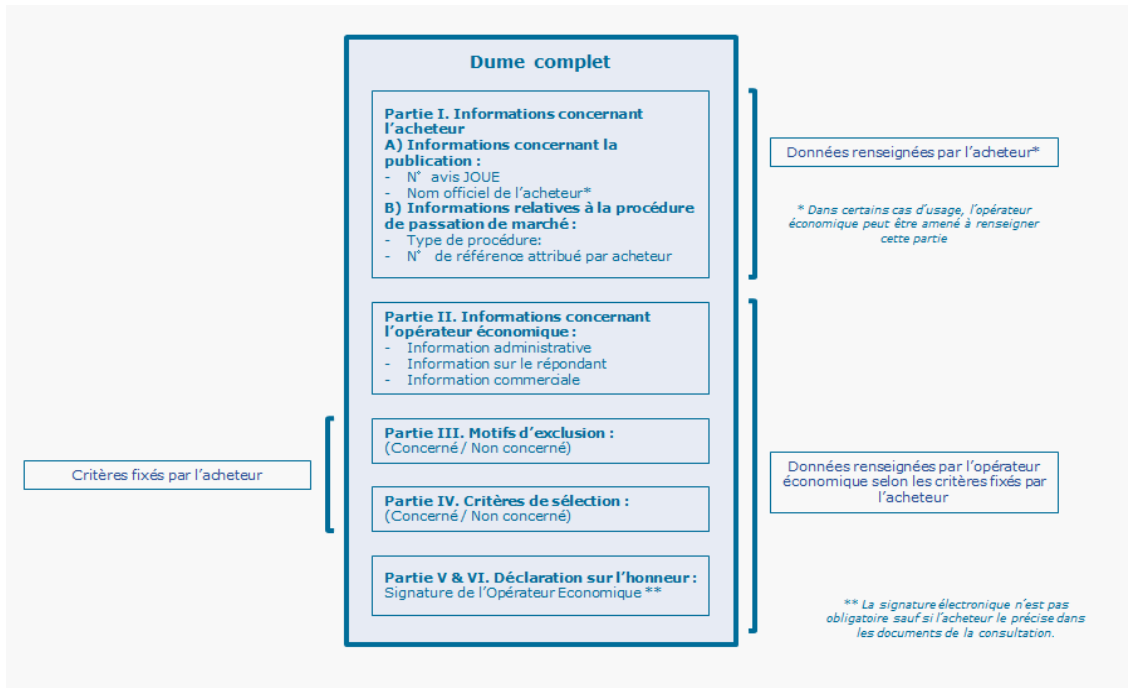 Dume complet
Partie I. Informations concernant
l’acheteur
A) Informations concernant la
publication :
- N° avis JOUE
- Nom officiel de l’acheteur*
B) Informations relatives à la procédure
de passation de marché :
- Type de procédure:
- N° de référence attribué par acheteur
Données renseignées par l’acheteur*
* Dans certains cas d’usage, l’opérateur
économique peut être amené à renseigner
cette partie
Partie II. Informations concernant
l’opérateur économique :
- Information administrative
- Information sur le répondant
- Information commerciale
Partie III. Motifs d’exclusion :
(Concerné / Non concerné)
Critères fixés par l’acheteur
Partie IV. Critères de sélection :
(Concerné / Non concerné)
Données renseignées par l’opérateur
économique selon les critères fixés par
l’acheteur
Partie V & VI. Déclaration sur l’honneur :
Signature de l’Opérateur Economique **
** La signature électronique n’est pas
obligatoire sauf si l’acheteur le précise dans
les documents de la consultation.